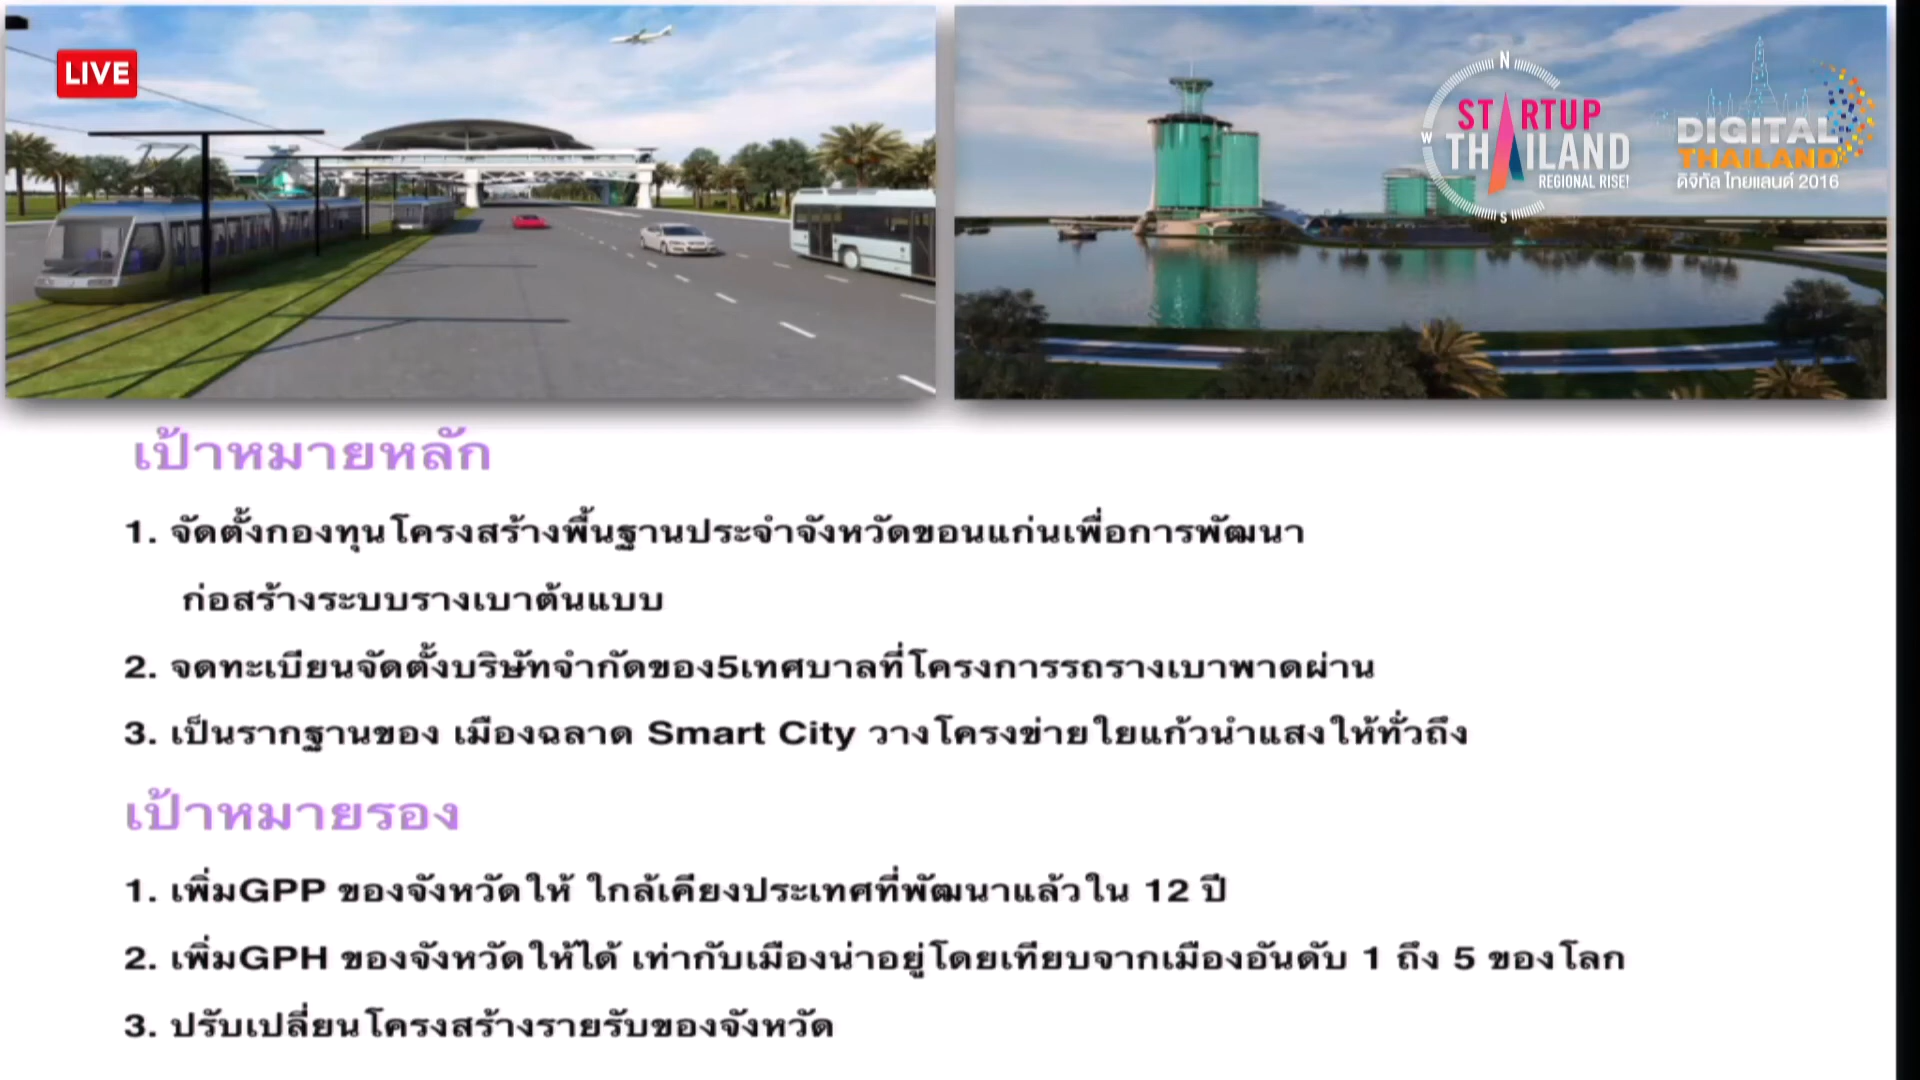 LIVE
N
STARTUP
W THAILAND
REGIONAL RISE!
S
DIGITAL
THAILAND
ดิจิทัล ไทยแลนด์ 2016
เป้าหมายหลัก
1. จัดตั้งกองทุนโครงสร้างพื้นฐานประจำจังหวัดขอนแก่นเพื่อการพัฒนา
ก่อสร้างระบบรางเบาต้นแบบ
2. จดทะเบียนจัดตั้งบริษัทจำกัดของ5เทศบาลที่โครงการรถรางเบาพาดผ่าน
3. เป็นรากฐานของ เมืองฉลาด Smart City วางโครงข่ายใยแก้วนำแสงให้ทั่วถึง
เป้าหมายรอง
1. เพิ่มGPP ของจังหวัดให้ ใกล้เคียงประเทศที่พัฒนาแล้วใน 12 ปี
2. เพิ่มGPH ของจังหวัดให้ได้ เท่ากับเมืองน่าอยู่โดยเทียบจากเมืองอันดับ 1 ถึง 5 ของโลก
3. ปรับเปลี่ยนโครงสร้างรายรับของจังหวัด